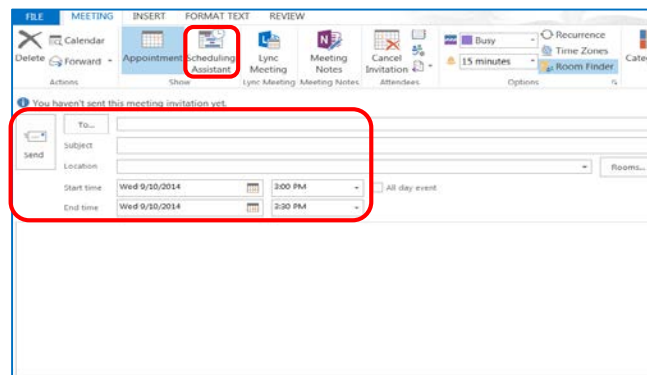 FILE MEETING INSERT FORMAT TEXT REVIEW
Delete
Calendar
Forward
Actions
Appointment
Scheduling Assistant
Show
Lync Meeting
Lync Meeting
Meeting Notes
Meeting Notes
Cancel Invitation
Attendees
Busy
15 minutes
Recurrence
Time Zones
Room Finder
Options
You haven't sent this meeting invitation yet.
Send
To...
Subject
Location
Rooms...
Start time Wed 9/10/2014 2:00 PM All day event
End time Wed 9/10/2014 2:30 PM